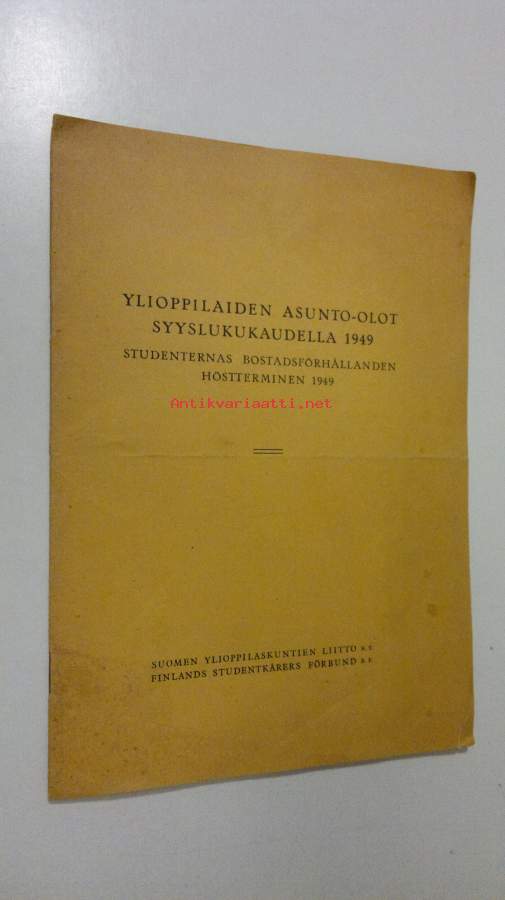 YLIOPPILAIDEN ASUNTO-OLOT
SYYSLUKUKAUDELLA 1949
STUDENTERNAS BOSTADSFÖRHÅLLANDEN
HÖSTTERMINEN 1949
Antikvariaatti.net
SUOMEN YLIOPPILASKUNTIEN LIITTO
FINLANDS STUDENTKÅRERS FÖRBUND